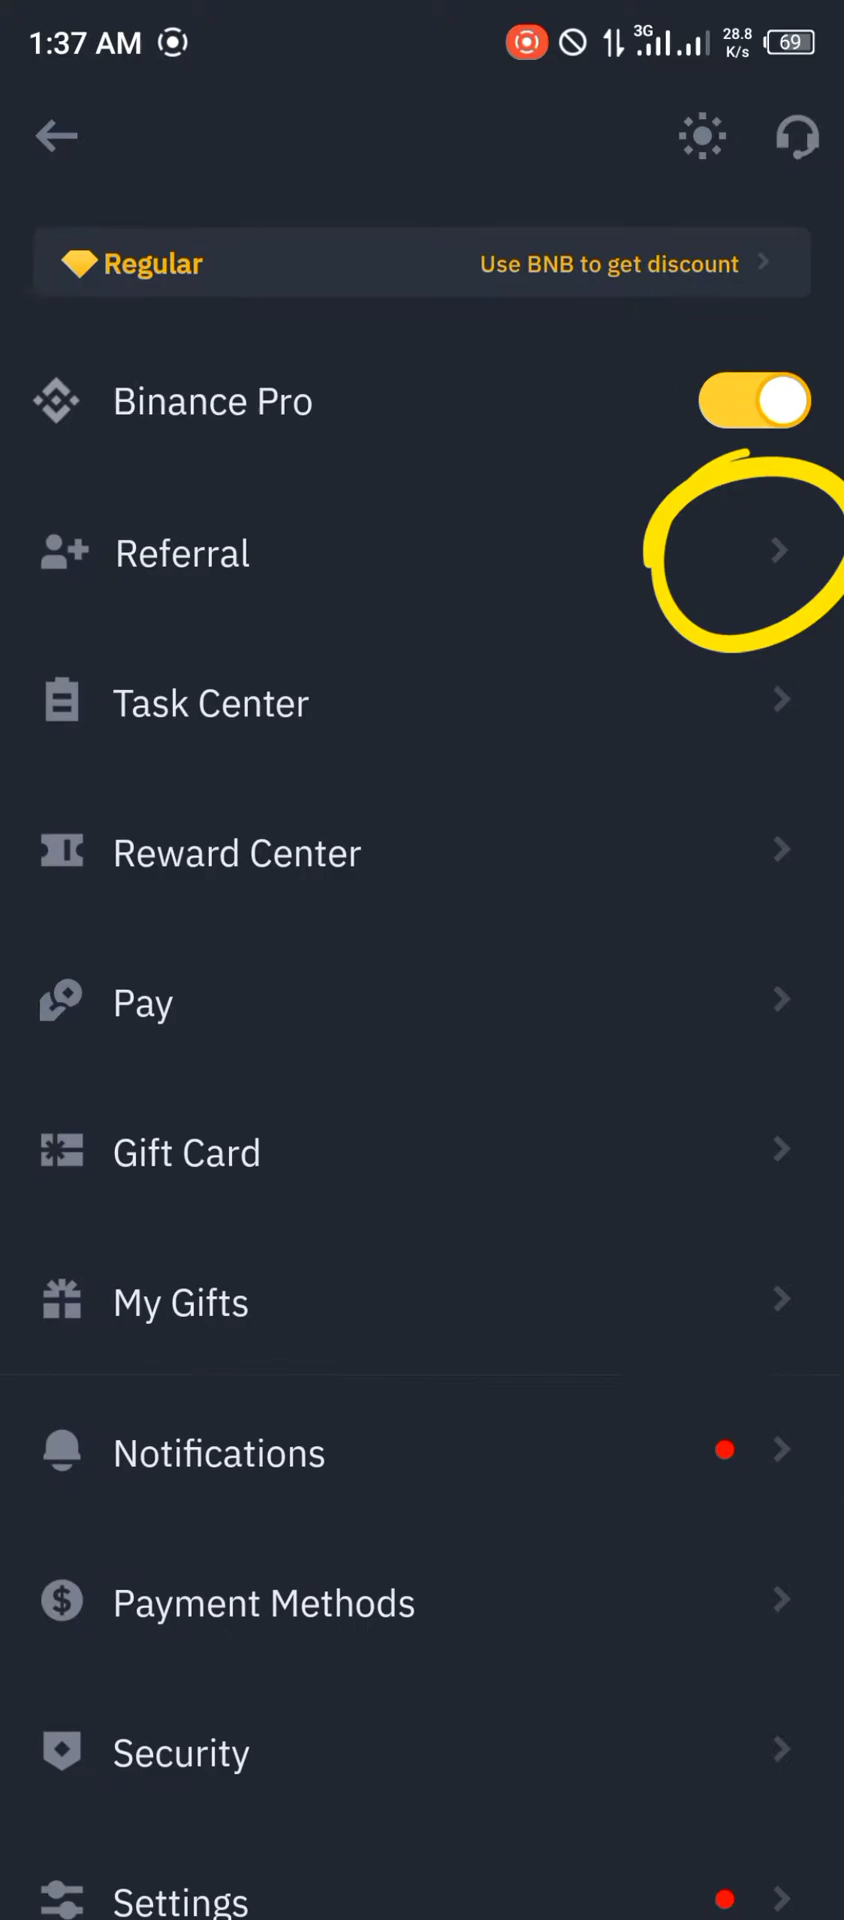 1:37 AM
3G
28.8
K/s
69
Regular
Use BNB to get discount
Binance Pro
Referral
Task Center
Reward Center
Pay
Gift Card
My Gifts
Notifications
Payment Methods
Security
Settings